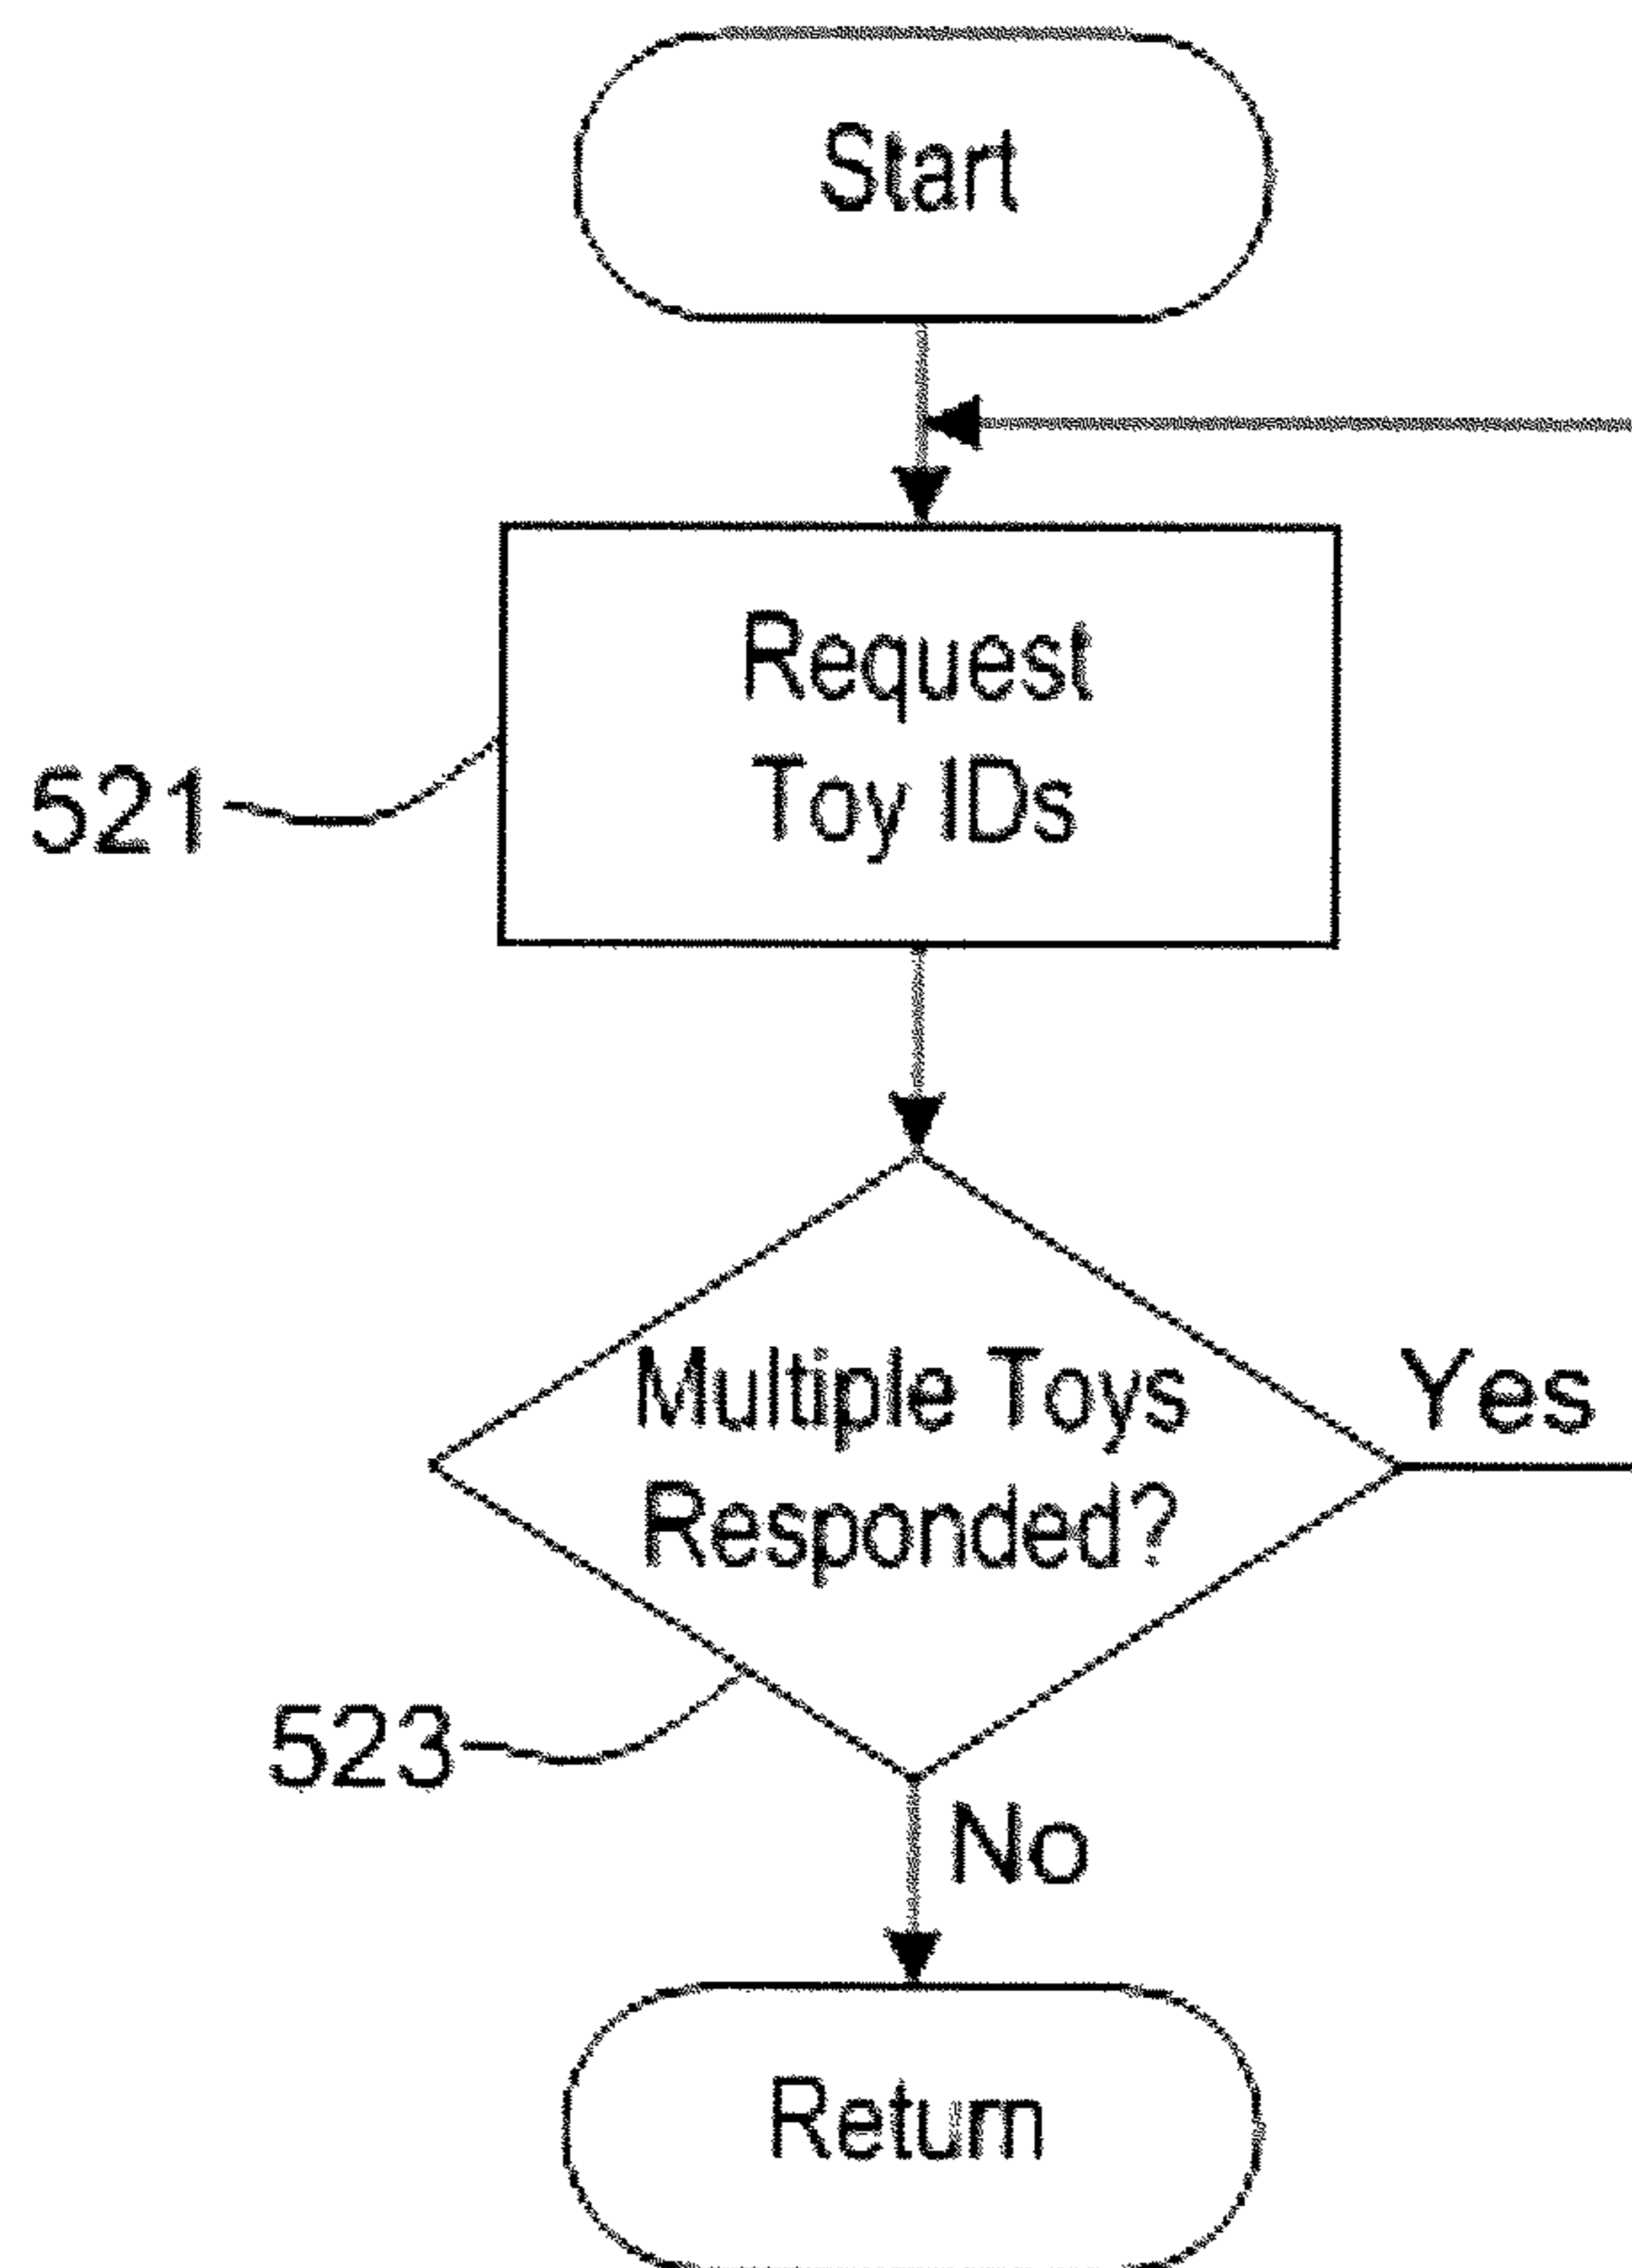 Start
Request
Toy IDs
521
Multiple Toys
Responded?
Yes
523
No
Return